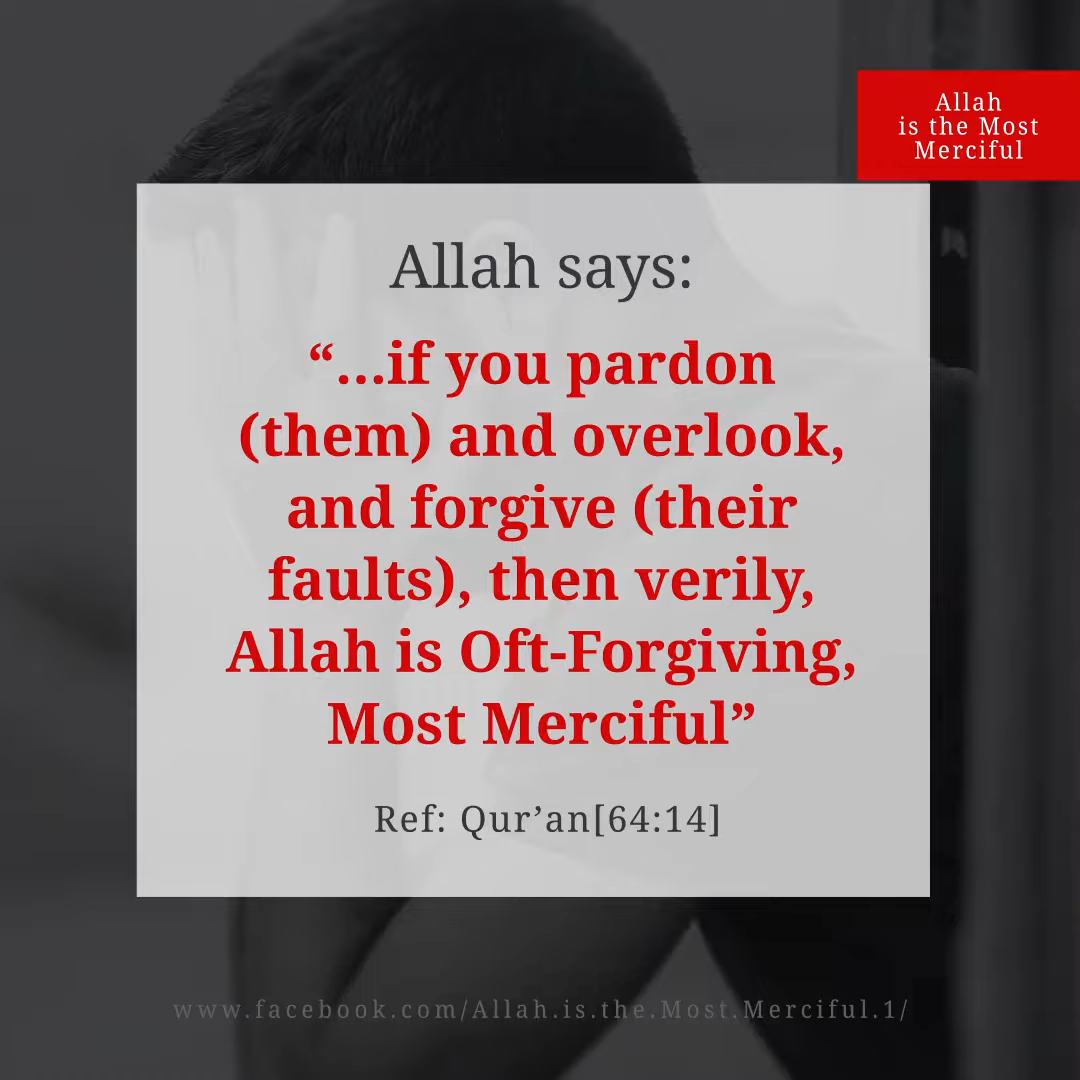 Allah
is the Most
Merciful
Allah says:
“...if you pardon
(them) and overlook,
and forgive (their
faults), then verily,
Allah is Oft-Forgiving,
Most Merciful”
Ref: Qur’an[64:14]
www.facebook.com/Allah.is.the.Most.Merciful.1/